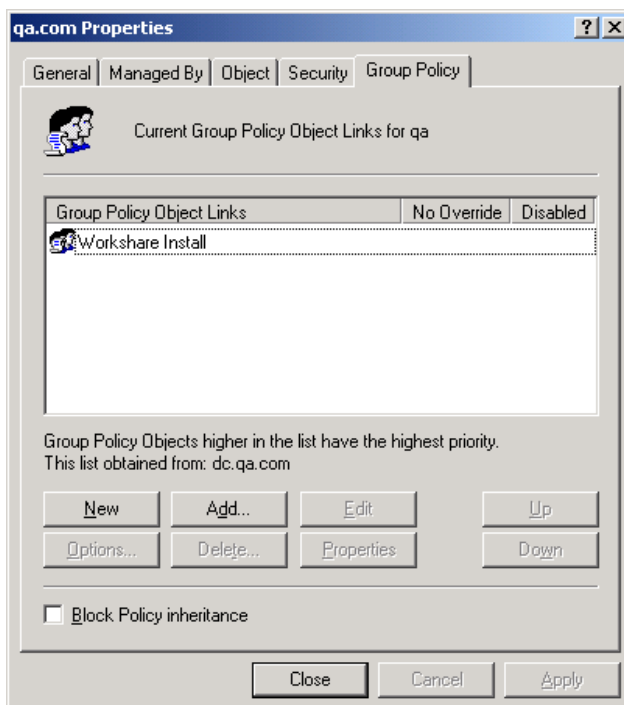 qa.com Properties
General Managed By Object Security Group Policy
Current Group Policy Object Links for qa
Group Policy Object Links No Override Disabled
Workshare Install
Group Policy Objects higher in the list have the highest priority.
This list obtained from: dc.qa.com
New Add... Edit Up
Options... Delete... Properties Down
Block Policy inheritance
Close Cancel Apply